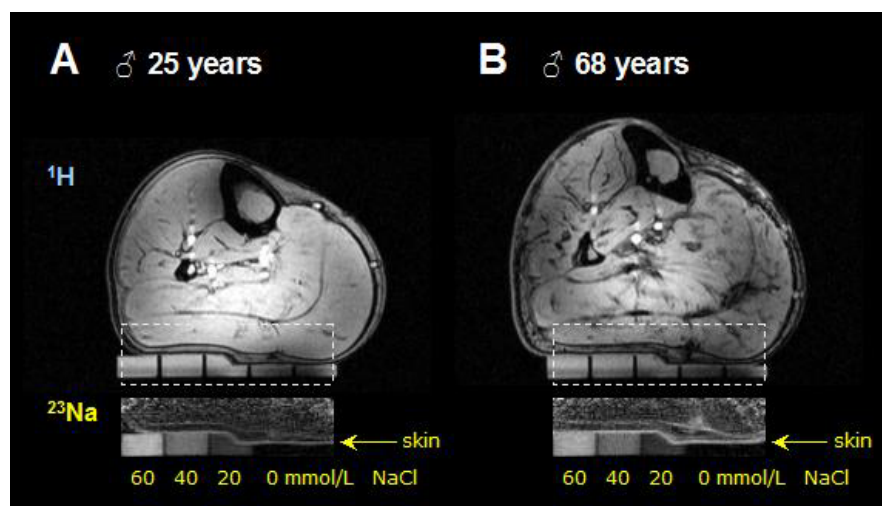 A ♂ 25 years
B ♂ 68 years
¹H
²³Na
skin
skin
60 40 20 0 mmol/L NaCl
60 40 20 0 mmol/L NaCl